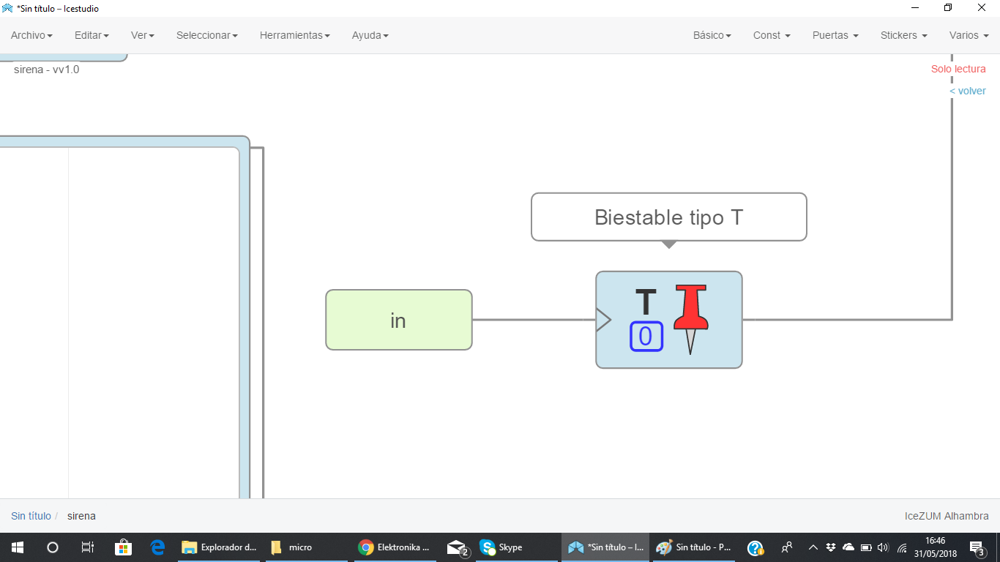 *Sin título – Icestudio
Archivo Editar Ver Seleccionar Herramientas Ayuda Básico Const Puertas Stickers Varios
sirena - vv1.0
Solo lectura
< volver
Biestable tipo T
in
T
0
Sin título / sirena
IceZUM Alhambra
Explorador d... micro Elektronika ... 2 Skype *Sin título – I... Sin título - P... 16:46
31/05/2018 3